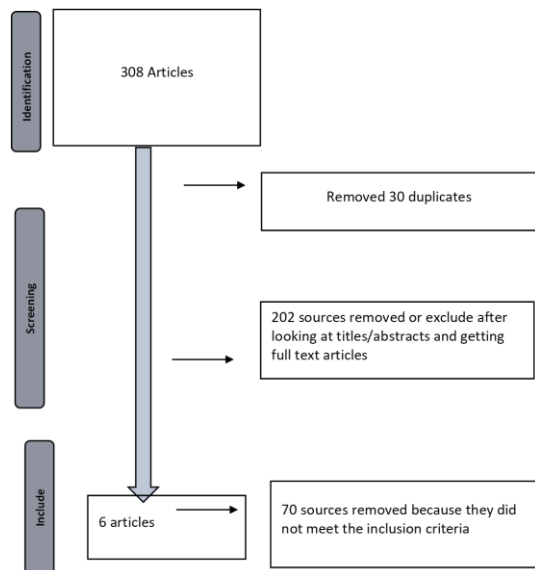 Identification
308 Articles
Removed 30 duplicates
Screening
202 sources removed or exclude after
looking at titles/abstracts and getting
full text articles
Include
6 articles
70 sources removed because they did
not meet the inclusion criteria